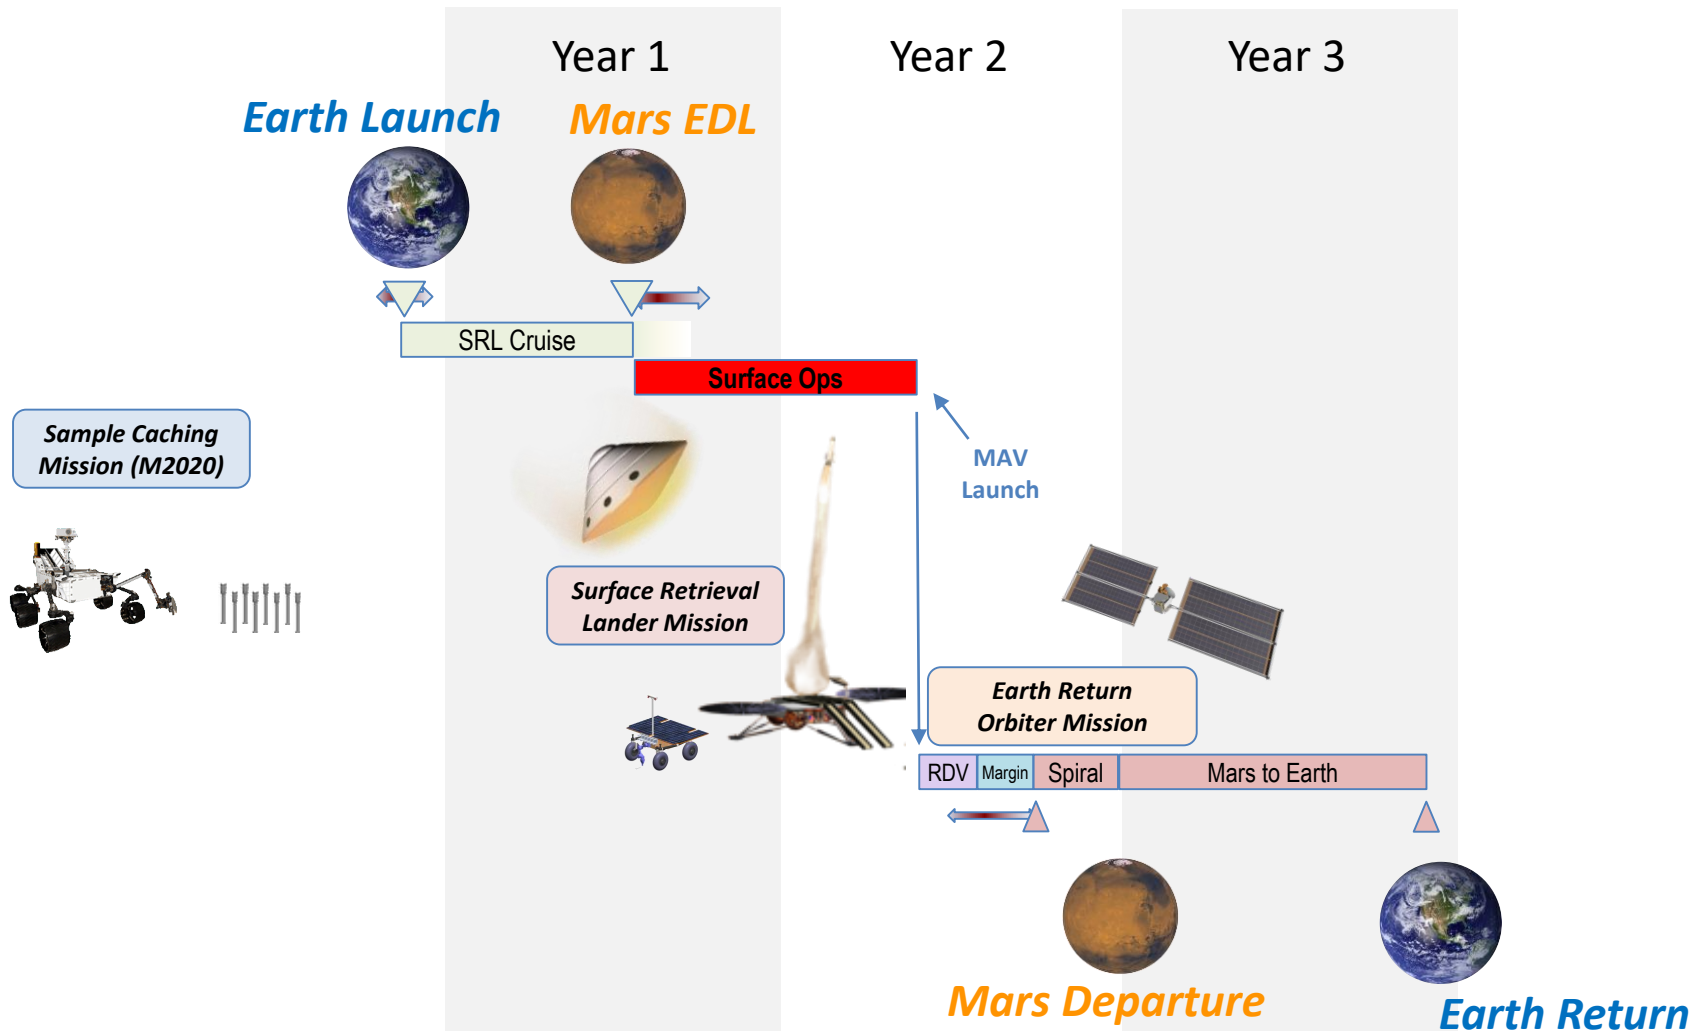 Year 1
Year 2
Year 3
Earth Launch
Mars EDL
SRL Cruise
Surface Ops
Sample Caching
Mission (M2020)
MAV
Launch
Surface Retrieval
Lander Mission
Earth Return
Orbiter Mission
RDV
Margin
Spiral
Mars to Earth
Mars Departure
Earth Return